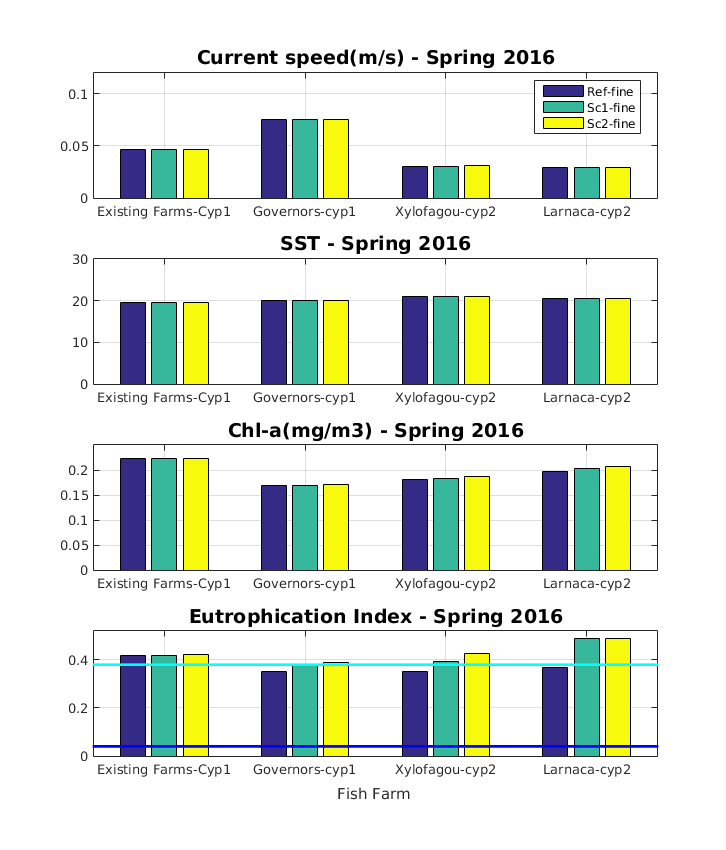 Current speed(m/s) - Spring 2016
0.1
0.05
0
Ref-fine
Sc1-fine
Sc2-fine
Existing Farms-Cyp1 Governors-cyp1 Xylofagou-cyp2 Larnaca-cyp2
SST - Spring 2016
30
20
10
0
Existing Farms-Cyp1 Governors-cyp1 Xylofagou-cyp2 Larnaca-cyp2
Chl-a(mg/m3) - Spring 2016
0.2
0.15
0.1
0.05
0
Existing Farms-Cyp1 Governors-cyp1 Xylofagou-cyp2 Larnaca-cyp2
Eutrophication Index - Spring 2016
0.4
0.2
0
Existing Farms-Cyp1 Governors-cyp1 Xylofagou-cyp2 Larnaca-cyp2
Fish Farm